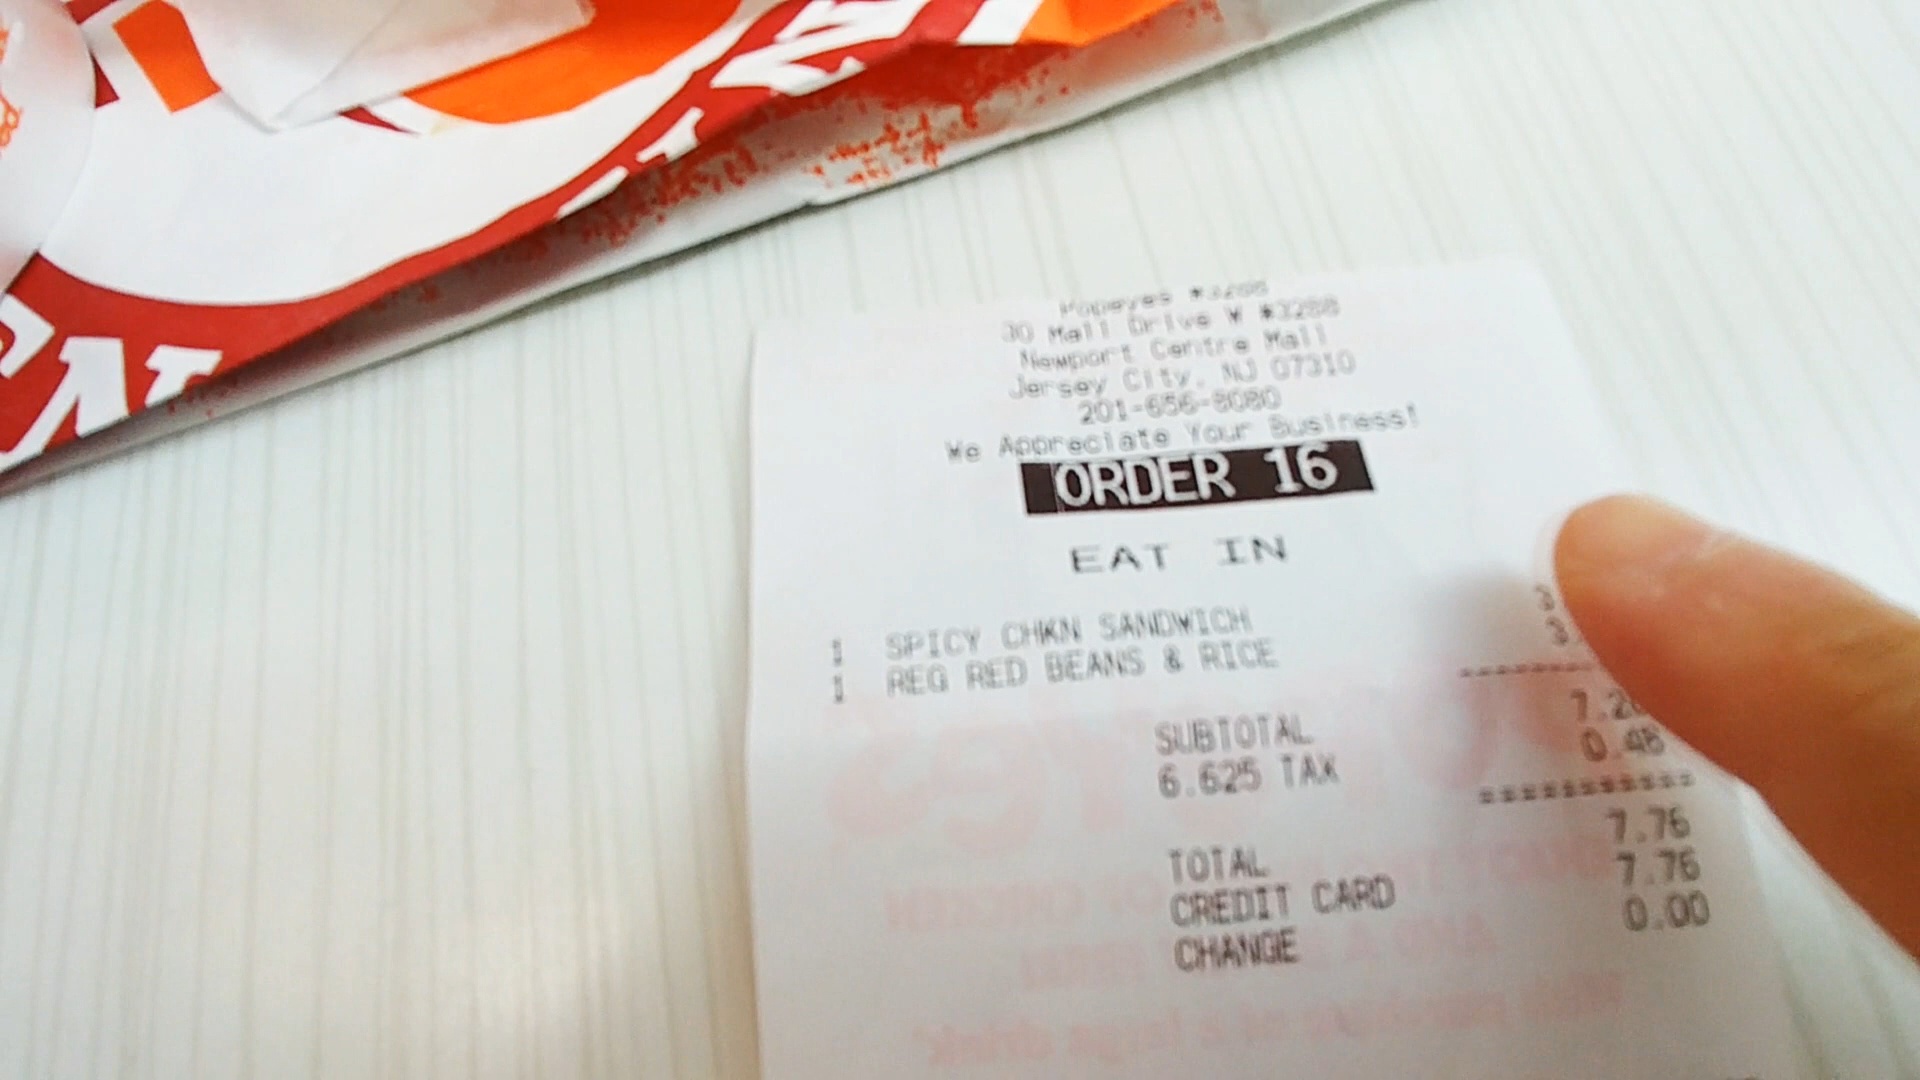 Popeyes #3288
30 Mall Drive W #3288
Newport Centre Mall
Jersey City, NJ 07310
201-656-8080
We Appreciate Your Business!
ORDER 16
EAT IN
1 SPICY CHKN SANDWICH
1 REG RED BEANS & RICE
SUBTOTAL
6.625 TAX 0.48
TOTAL 7.76
CREDIT CARD 7.76
CHANGE 0.00